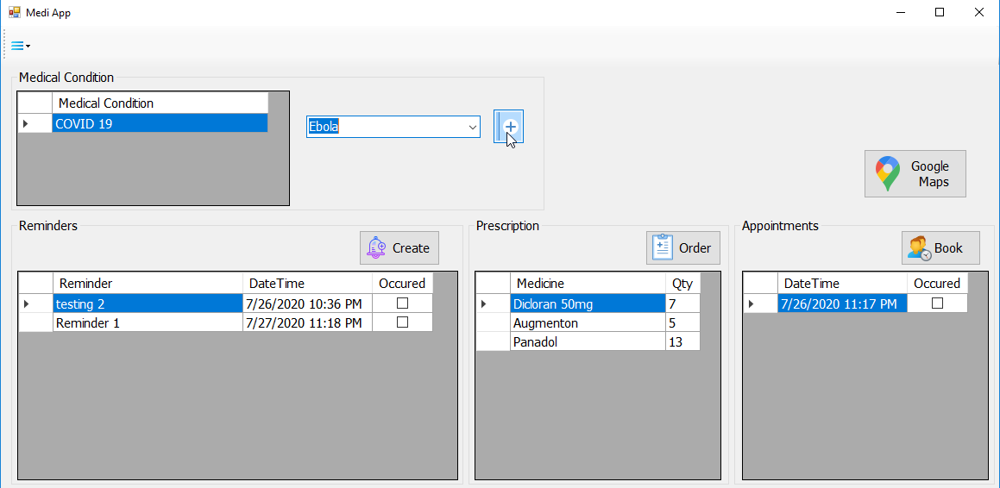 Medi App
Medical Condition
Medical Condition
COVID 19
Ebola
Google
Maps
Reminders
Create
Reminder DateTime Occured
testing 2 7/26/2020 10:36 PM
Reminder 1 7/27/2020 11:18 PM
Prescription
Order
Medicine Qty
Dicloran 50mg 7
Augmenton 5
Panadol 13
Appointments
Book
DateTime Occured
7/26/2020 11:17 PM